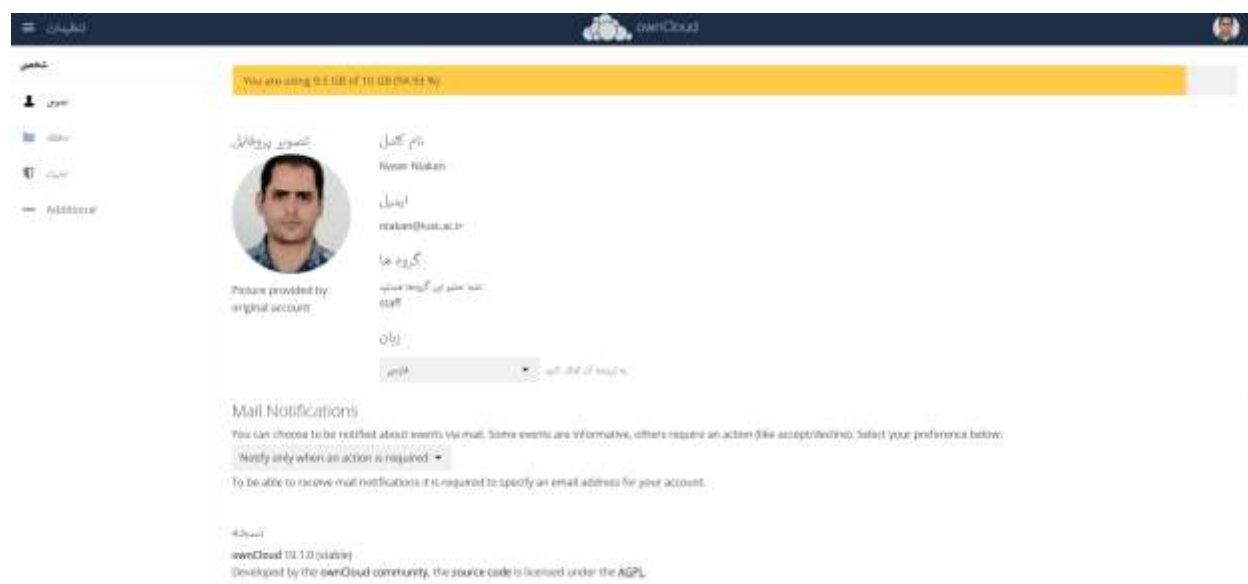 تنظیمات
ownCloud
شخصی
Additional
You are using 9.5 GB of 10 GB (94.93 %)
تصویر پروفایل
Picture provided by
original account
نام کامل
Niakan
ایمیل
گروه ها
staff
زبان
فارسی
Mail Notifications
You can choose to be notified about events via mail. Some events are informative, others require an action (like accept/decline). Select your preference below:
Notify only when an action is required
To be able to receive mail notifications it is required to specify an email address for your account.
نسخه
ownCloud 10.1.0 (stable)
Developed by the ownCloud community, the source code is licensed under the AGPL.